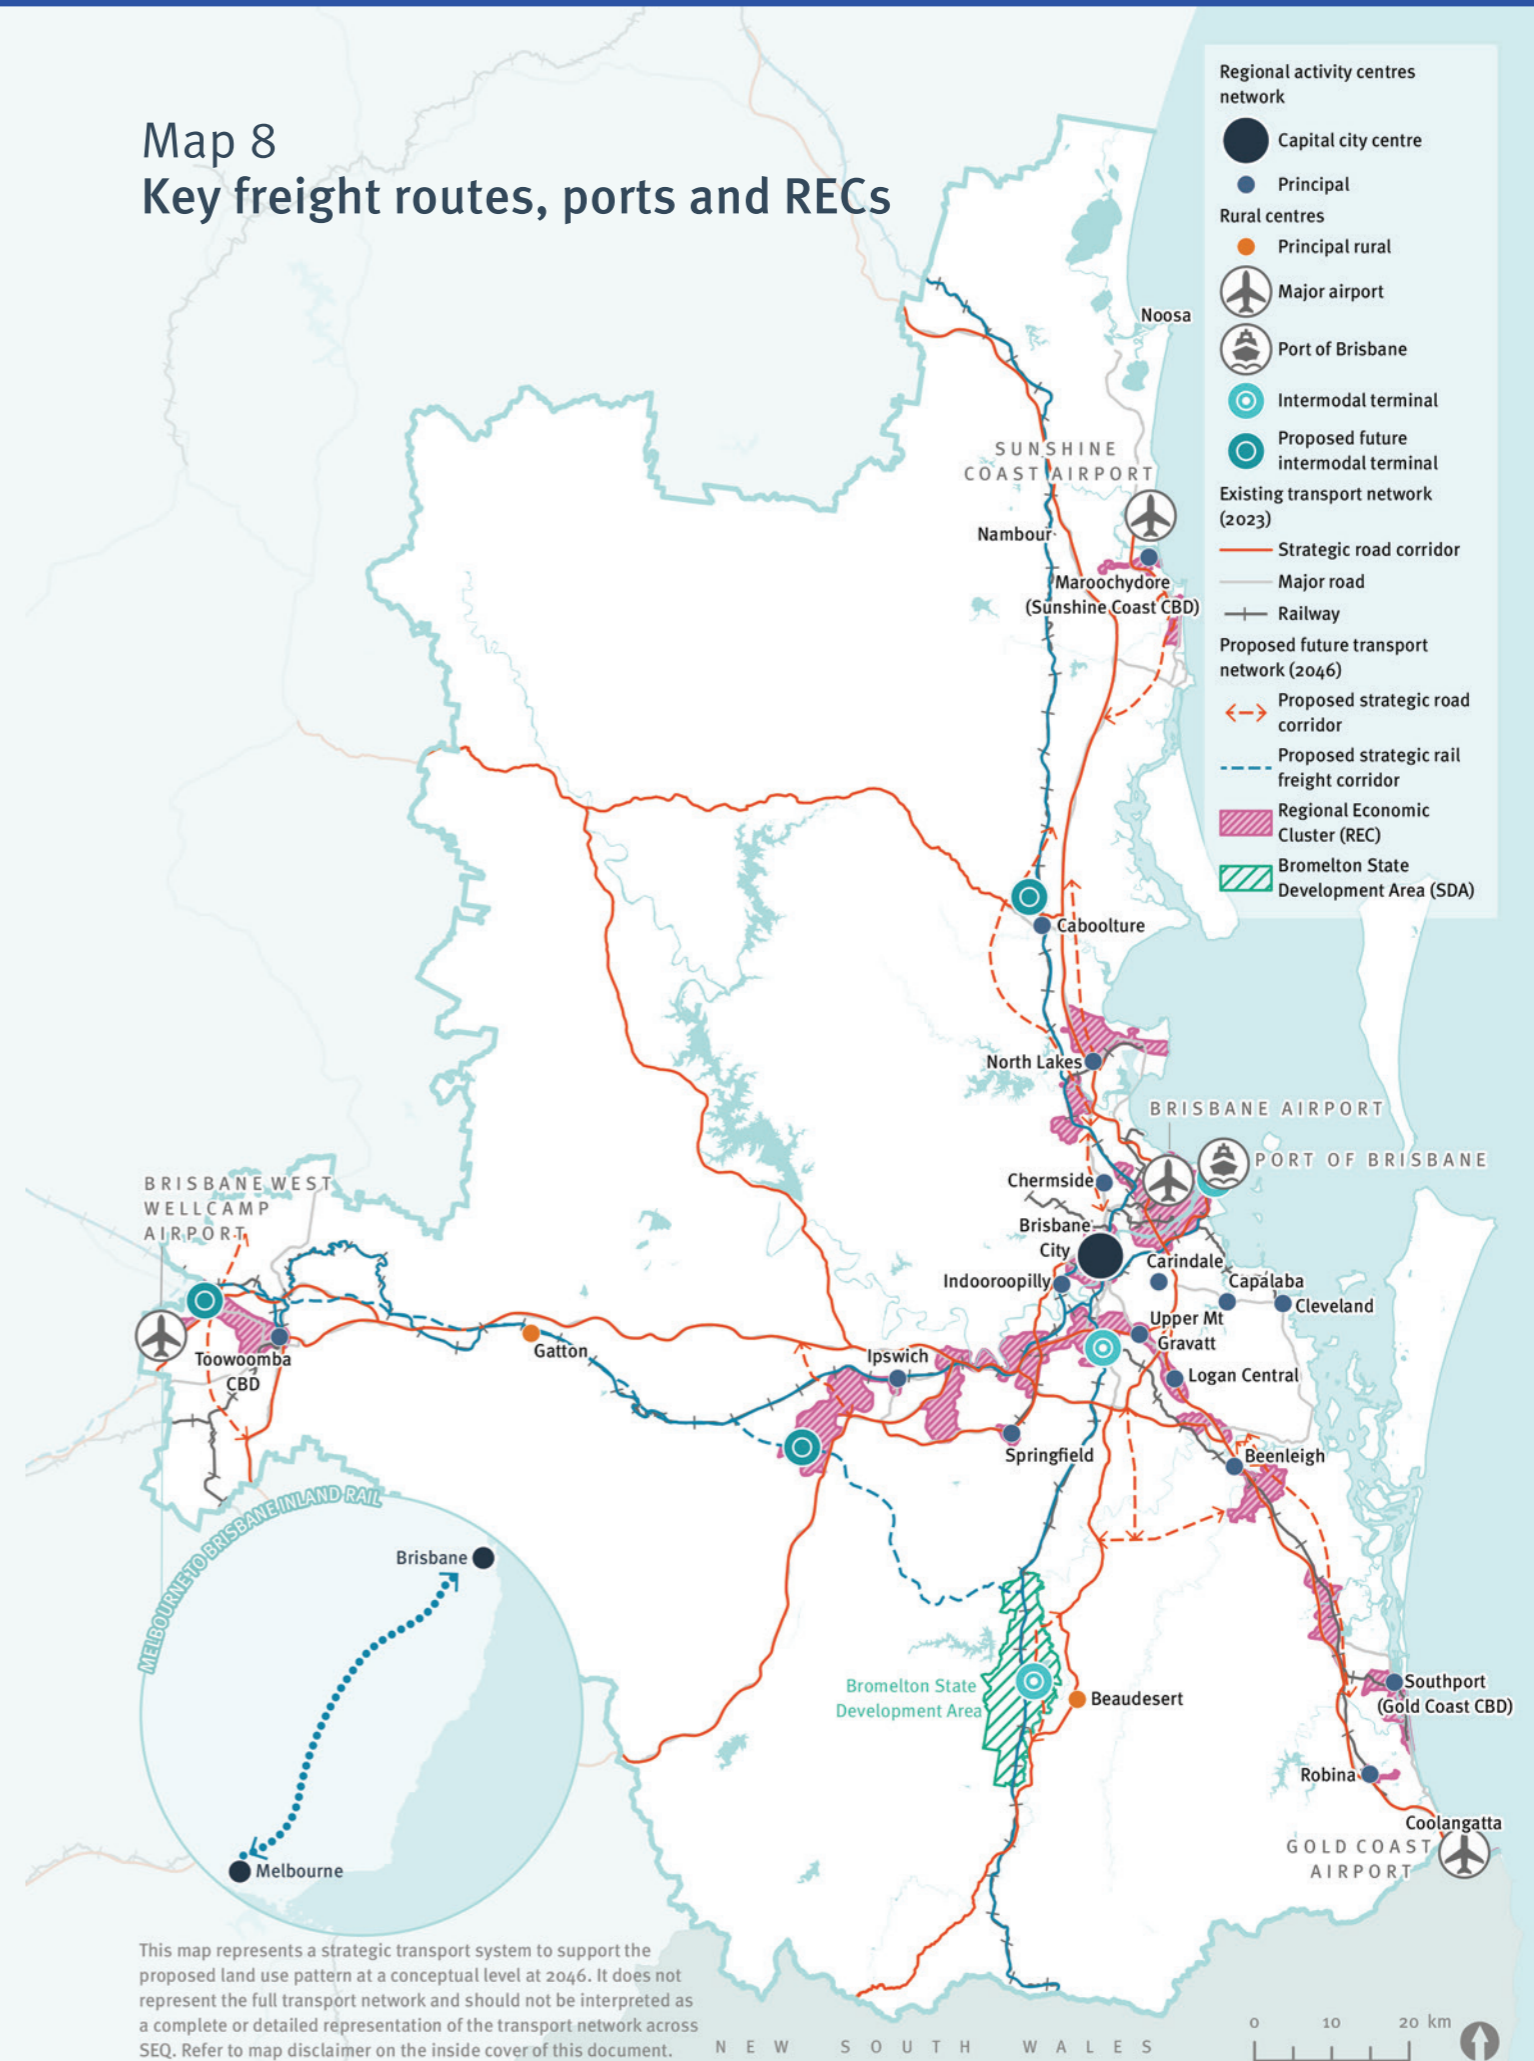 Map 8
Key freight routes, ports and RECs
Regional activity centres
network
Capital city centre
Principal
Rural centres
Principal rural
Major airport
Port of Brisbane
Intermodal terminal
Proposed future
intermodal terminal
Existing transport network
(2023)
Strategic road corridor
Major road
Railway
Proposed future transport
network (2046)
Proposed strategic road
corridor
Proposed strategic rail
freight corridor
Regional Economic
Cluster (REC)
Bromelton State
Development Area (SDA)
Noosa
SUNSHINE
COAST AIRPORT
Nambour
Maroochydore
(Sunshine Coast CBD)
Caboolture
North Lakes
BRISBANE AIRPORT
PORT OF BRISBANE
Chermside
Brisbane
City
Carindale
Capalaba
Indooroopilly
Cleveland
Upper Mt
Gravatt
Logan Central
BRISBANE WEST
WELLCAMP
AIRPORT
Toowoomba
CBD
Gatton
Ipswich
Springfield
Beenleigh
Bromelton State
Development Area
Beaudesert
Southport
(Gold Coast CBD)
Robina
Coolangatta
GOLD COAST
AIRPORT
MELBOURNE TO BRISBANE INLAND RAIL
Brisbane
Melbourne
This map represents a strategic transport system to support the
proposed land use pattern at a conceptual level at 2046. It does not
represent the full transport network and should not be interpreted as
a complete or detailed representation of the transport network across
SEQ. Refer to map disclaimer on the inside cover of this document.
NEW SOUTH WALES
0 10 20 km